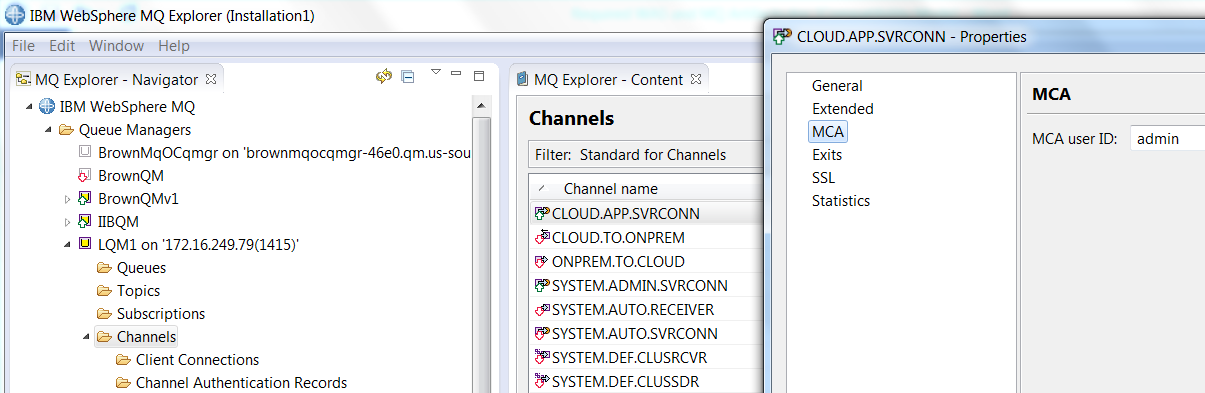 IBM WebSphere MQ Explorer (Installation1)
File Edit Window Help
MQ Explorer - Navigator
IBM WebSphere MQ
Queue Managers
BrownMqOCqmgr on 'brownmqocqmgr-46e0.qm.us-sou
BrownQM
BrownQMv1
IIBQM
LQM1 on '172.16.249.79(1415)'
Queues
Topics
Subscriptions
Channels
Client Connections
Channel Authentication Records
MQ Explorer - Content
Channels
Filter: Standard for Channels
Channel name
CLOUD.APP.SVRCONN
CLOUD.TO.ONPREM
ONPREM.TO.CLOUD
SYSTEM.ADMIN.SVRCONN
SYSTEM.AUTO.RECEIVER
SYSTEM.AUTO.SVRCONN
SYSTEM.DEF.CLUSRCVR
SYSTEM.DEF.CLUSSDR
CLOUD.APP.SVRCONN - Properties
General
Extended
MCA
Exits
SSL
Statistics
MCA
MCA user ID: admin